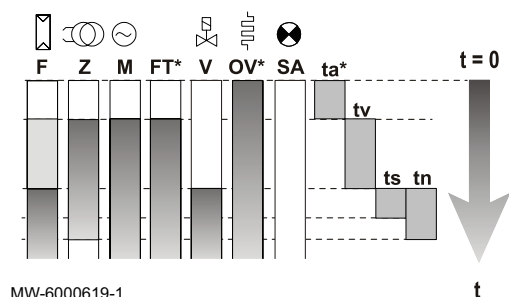 F Z M FT* V OV* SA ta* t = 0
tv
ts tn
MW-6000619-1 t